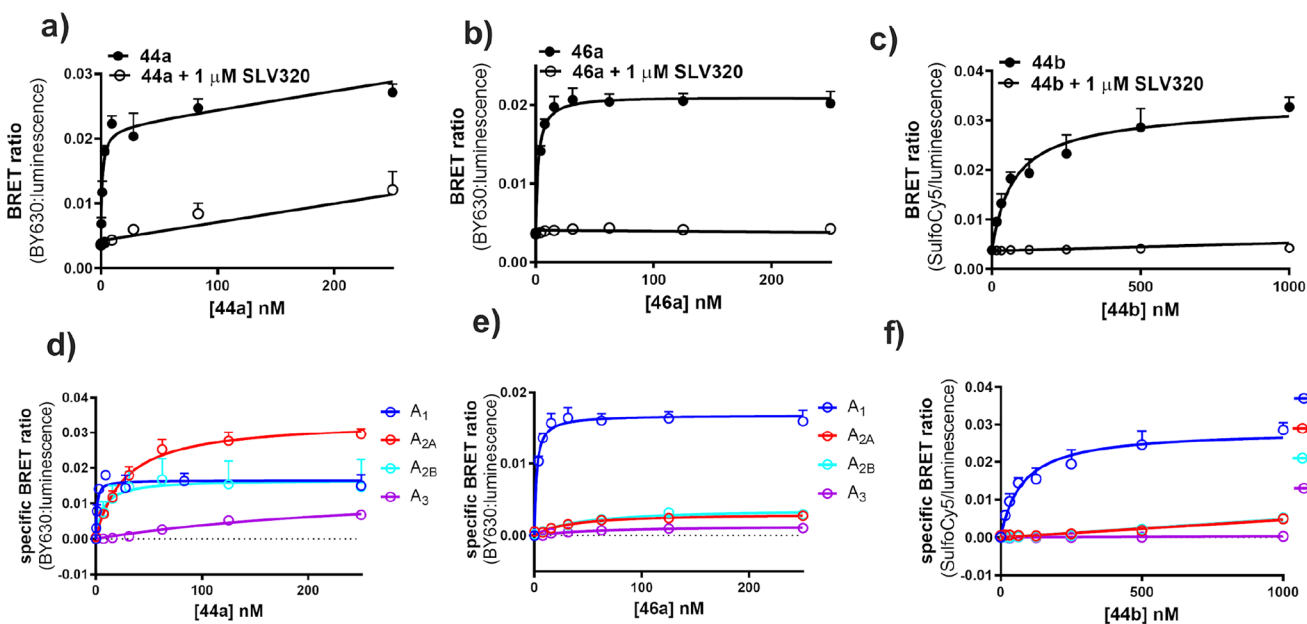 a)
44a
44a + 1 μM SLV320
0.03
0.02
0.01
0.00
BRET ratio
(BY630:luminescence)
0
200
[44a] nM
b)
46a
46a + 1 μM SLV320
0.03
0.02
0.01
0.00
BRET ratio
(BY630:luminescence)
0
100
200
[46a] nM
c)
44b
44b + 1 μM SLV320
0.04
0.03
0.02
0.01
0.00
BRET ratio
(SulfoCy5/luminescence)
0
500
1000
[44b] nM
d)
0.04
0.03
0.02
0.01
0.00
-0.01
specific BRET ratio
(BY630:luminescence)
0
100
200
[44a] nM
A1
A2A
A2B
A3
e)
0.02
0.01
0.00
specific BRET ratio
(BY630:luminescence)
0
100
200
[46a] nM
A1
A2A
A2B
A3
f)
0.04
0.03
0.02
0.01
0.00
-0.01
specific BRET ratio
(SulfoCy5/luminescence)
0
500
1000
[44b] nM